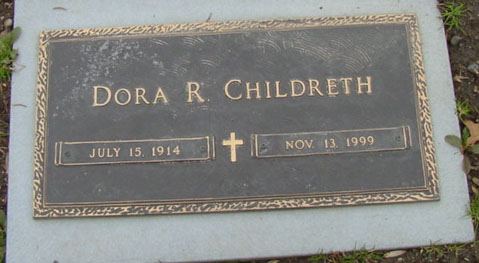 DORA R. CHILDRETH
JULY 15, 1914 NOV. 13, 1999